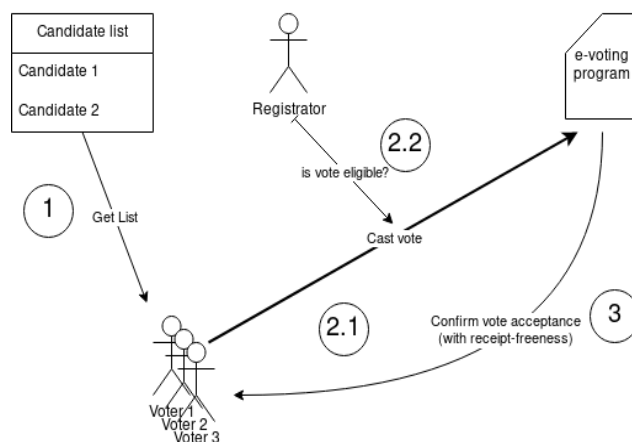 Candidate list
Candidate 1
Candidate 2
Registrator
e-voting
program
2.2
is vote eligible?
1
Get List
Cast vote
2.1
Confirm vote acceptance
(with receipt-freeness)
3
Voter 1
Voter 2
Voter 3